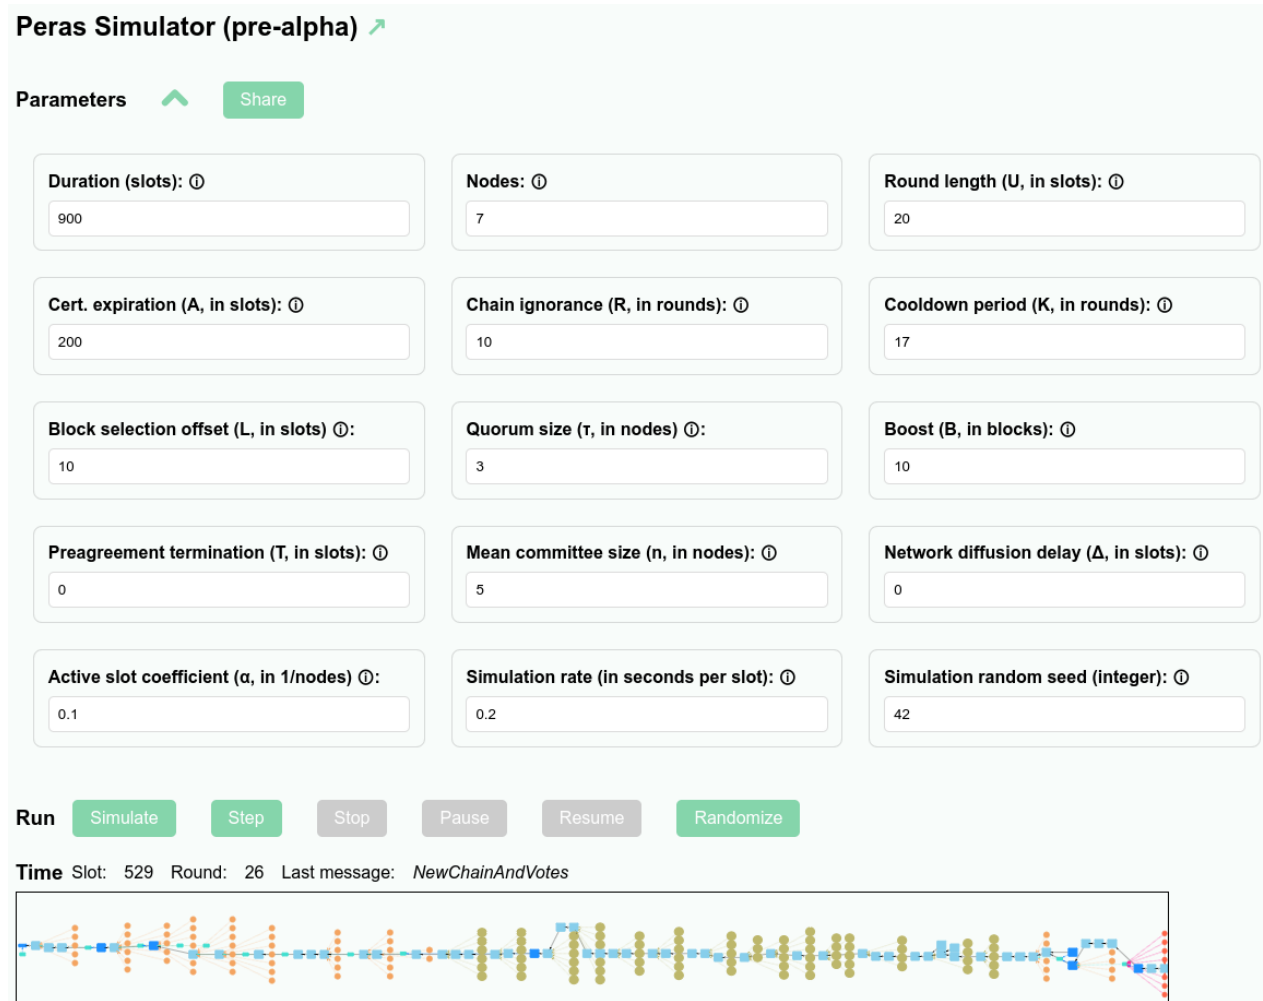 Peras Simulator (pre-alpha) ↗
Parameters Share
Duration (slots): ⓘ Nodes: ⓘ Round length (U, in slots): ⓘ
900 7 20
Cert. expiration (A, in slots): ⓘ Chain ignorance (R, in rounds): ⓘ Cooldown period (K, in rounds): ⓘ
200 10 17
Block selection offset (L, in slots) ⓘ: Quorum size (τ, in nodes) ⓘ: Boost (B, in blocks): ⓘ
10 3 10
Preagreement termination (T, in slots): ⓘ Mean committee size (n, in nodes): ⓘ Network diffusion delay (Δ, in slots): ⓘ
0 5 0
Active slot coefficient (α, in 1/nodes) ⓘ: Simulation rate (in seconds per slot): ⓘ Simulation random seed (integer): ⓘ
0.1 0.2 42
Run Simulate Step Stop Pause Resume Randomize
Time Slot: 529 Round: 26 Last message: NewChainAndVotes